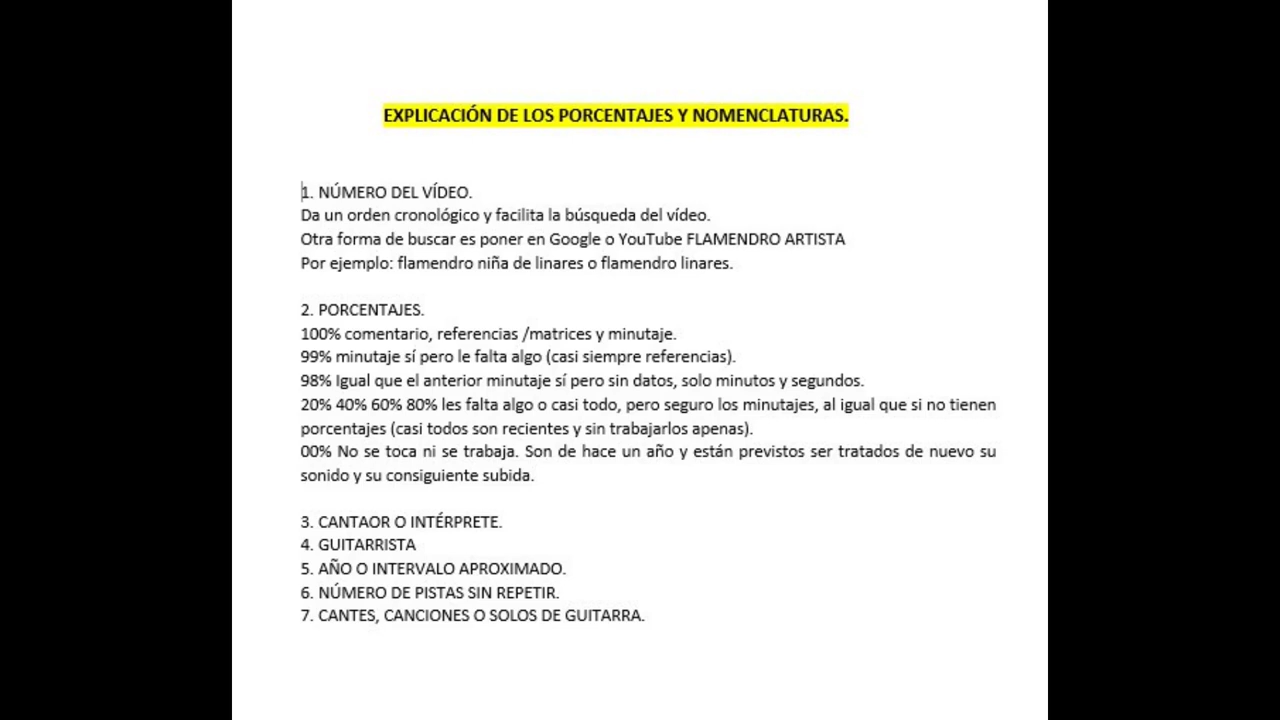 EXPLICACIÓN DE LOS PORCENTAJES Y NOMENCLATURAS.
1. NÚMERO DEL VÍDEO.
Da un orden cronológico y facilita la búsqueda del vídeo.
Otra forma de buscar es poner en Google o YouTube FLAMENDRO ARTISTA
Por ejemplo: flamendro niña de linares o flamendro linares.
2. PORCENTAJES.
100% comentario, referencias /matrices y minutaje.
99% minutaje sí pero le falta algo (casi siempre referencias).
98% Igual que el anterior minutaje sí pero sin datos, solo minutos y segundos.
20% 40% 60% 80% les falta algo o casi todo, pero seguro los minutajes, al igual que si no tienen
porcentajes (casi todos son recientes y sin trabajarlos apenas).
00% No se toca ni se trabaja. Son de hace un año y están previstos ser tratados de nuevo su
sonido y su consiguiente subida.
3. CANTAOR O INTÉRPRETE.
4. GUITARRISTA
5. AÑO O INTERVALO APROXIMADO.
6. NÚMERO DE PISTAS SIN REPETIR.
7. CANTES, CANCIONES O SOLOS DE GUITARRA.